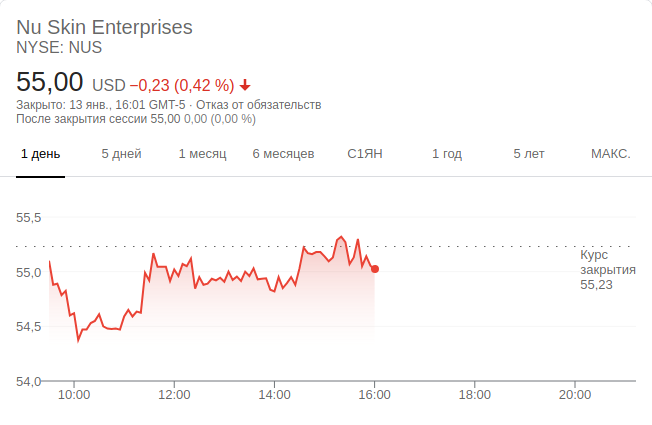 Nu Skin Enterprises
NYSE: NUS
55,00 USD −0,23 (0,42 %)
Закрыто: 13 янв., 16:01 GMT-5 · Отказ от обязательств
После закрытия сессии 55,00 0,00 (0,00 %)
1 день 5 дней 1 месяц 6 месяцев С1ЯН 1 год 5 лет МАКС.
55,5
Курс
закрытия
55,23
55,0
54,5
54,0
10:00 12:00 14:00 16:00 18:00 20:00